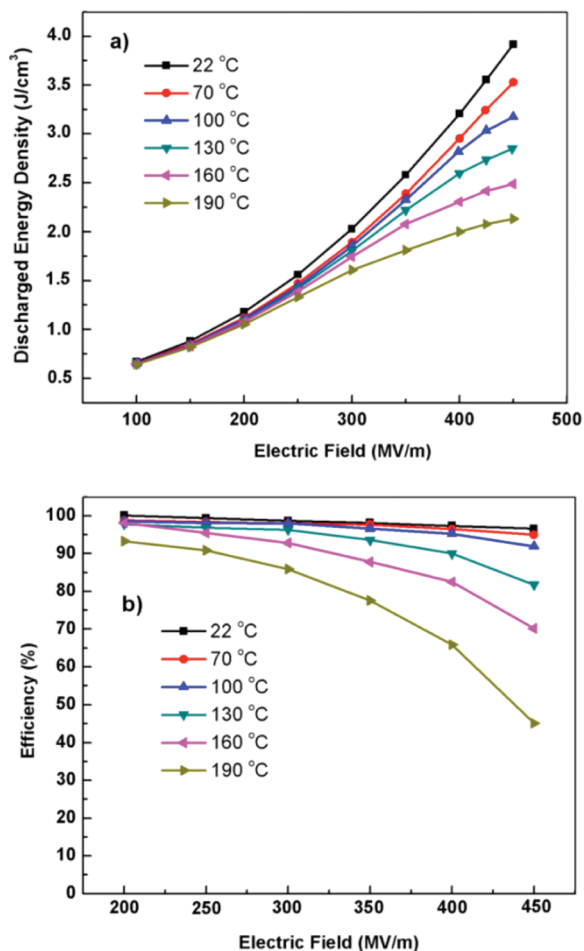 a)
22 °C
70 °C
100 °C
130 °C
160 °C
190 °C
Discharged Energy Density (J/cm³)
4.0
3.5
3.0
2.5
2.0
1.5
1.0
0.5
100 200 300 400 500
Electric Field (MV/m)
b)
22 °C
70 °C
100 °C
130 °C
160 °C
190 °C
Efficiency (%)
100
90
80
70
60
50
40
30
20
10
0
200 250 300 350 400 450
Electric Field (MV/m)